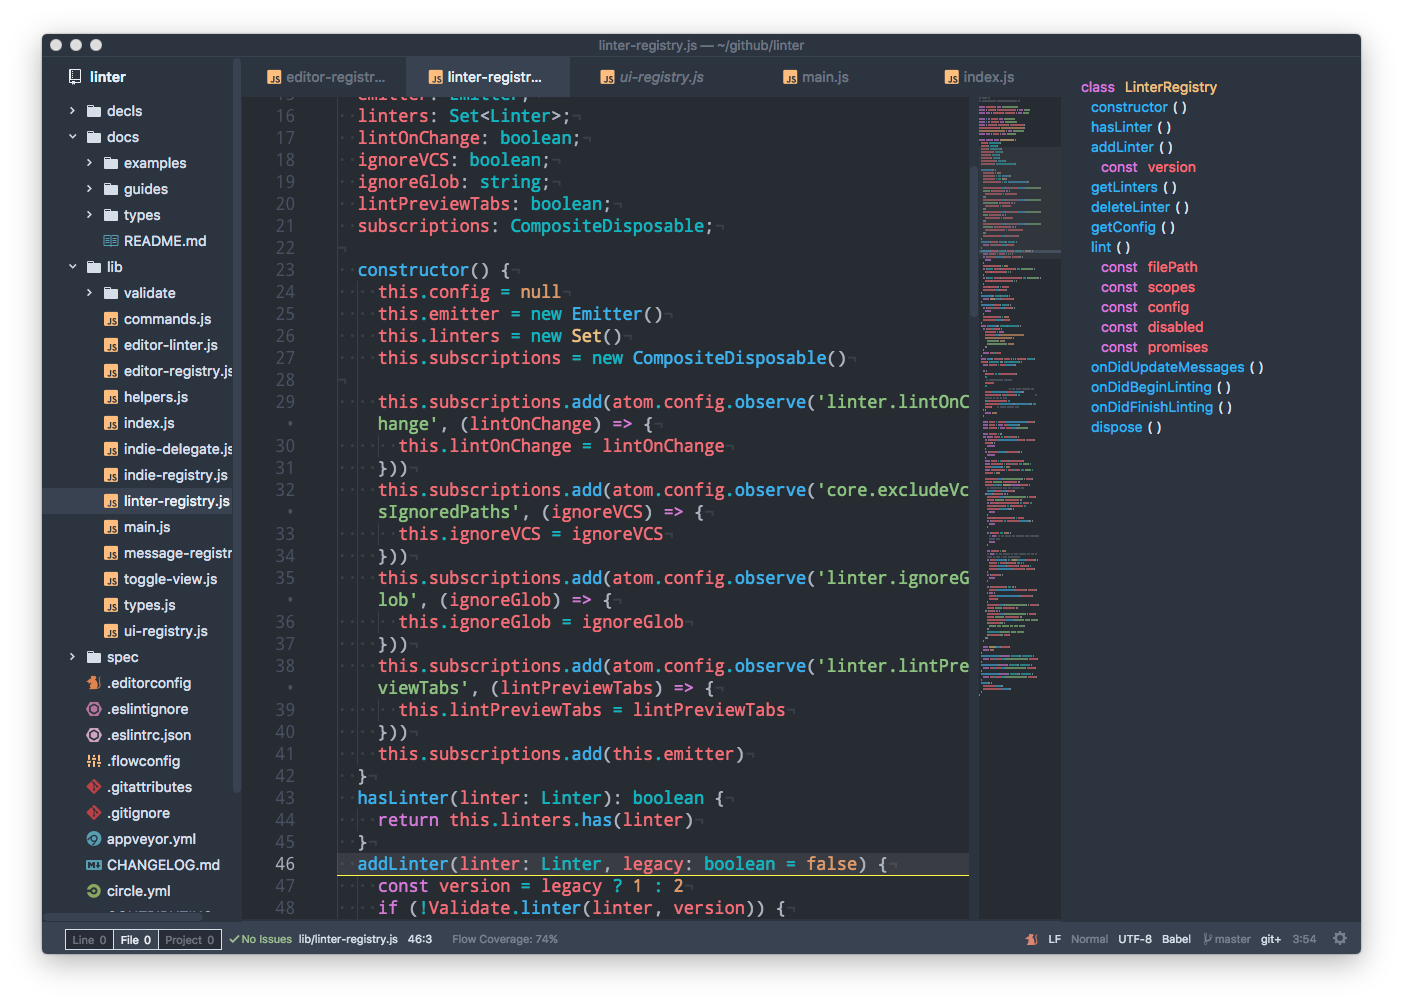 linter-registry.js — ~/github/linter
linter
decls
docs
examples
guides
types
README.md
lib
validate
commands.js
editor-linter.js
editor-registry.js
helpers.js
index.js
indie-delegate.js
indie-registry.js
linter-registry.js
main.js
message-registr
toggle-view.js
types.js
ui-registry.js
spec
.editorconfig
.eslintignore
.eslintrc.json
.flowconfig
.gitattributes
.gitignore
appveyor.yml
CHANGELOG.md
circle.yml
editor-registr... linter-registr... ui-registry.js main.js index.js
15 emitter: Emitter;
16 linters: Set<Linter>;
17 lintOnChange: boolean;
18 ignoreVCS: boolean;
19 ignoreGlob: string;
20 lintPreviewTabs: boolean;
21 subscriptions: CompositeDisposable;
22
23 constructor() {
24 this.config = null
25 this.emitter = new Emitter()
26 this.linters = new Set()
27 this.subscriptions = new CompositeDisposable()
28
29 this.subscriptions.add(atom.config.observe('linter.lintOnC
• hange', (lintOnChange) => {
30 this.lintOnChange = lintOnChange
31 }))
32 this.subscriptions.add(atom.config.observe('core.excludeVc
• sIgnoredPaths', (ignoreVCS) => {
33 this.ignoreVCS = ignoreVCS
34 }))
35 this.subscriptions.add(atom.config.observe('linter.ignoreG
• lob', (ignoreGlob) => {
36 this.ignoreGlob = ignoreGlob
37 }))
38 this.subscriptions.add(atom.config.observe('linter.lintPre
• viewTabs', (lintPreviewTabs) => {
39 this.lintPreviewTabs = lintPreviewTabs
40 }))
41 this.subscriptions.add(this.emitter)
42 }
43 hasLinter(linter: Linter): boolean {
44 return this.linters.has(linter)
45 }
46 addLinter(linter: Linter, legacy: boolean = false) {
47 const version = legacy ? 1 : 2
48 if (!Validate.linter(linter, version)) {
class LinterRegistry
constructor ()
hasLinter ()
addLinter ()
const version
getLinters ()
deleteLinter ()
getConfig ()
lint ()
const filePath
const scopes
const config
const disabled
const promises
onDidUpdateMessages ()
onDidBeginLinting ()
onDidFinishLinting ()
dispose ()
Line 0 File 0 Project 0 No Issues lib/linter-registry.js 46:3 Flow Coverage: 74% LF Normal UTF-8 Babel master git+ 3:54